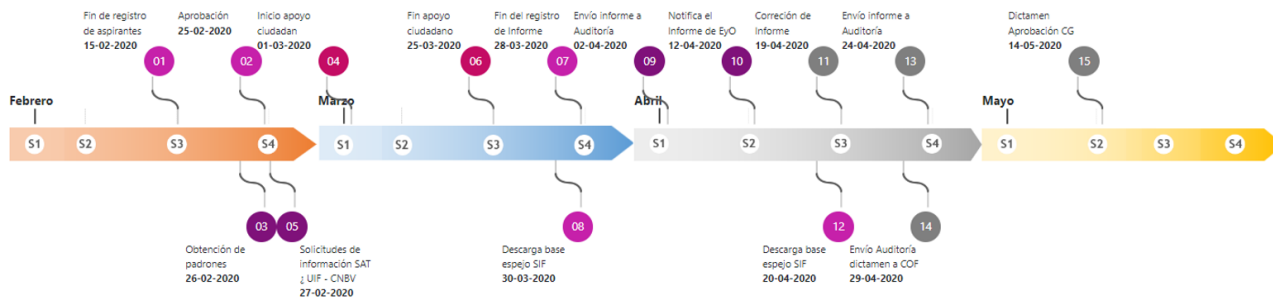 Fin de registro
de aspirantes
15-02-2020
Aprobación
25-02-2020
Inicio apoyo
ciudadan
01-03-2020
Fin apoyo
ciudadano
25-03-2020
Fin del registro
de Informe
28-03-2020
Envío informe a
Auditoría
02-04-2020
Notifica el
Informe de EyO
12-04-2020
Correción de
Informe
19-04-2020
Envío informe a
Auditoría
24-04-2020
Dictamen
Aprobación CG
14-05-2020
01
02
04
06
07
09
10
11
13
15
Febrero
Marzo
Abril
Mayo
S1 S2 S3 S4
S1 S2 S3 S4
S1 S2 S3 S4
S1 S2 S3 S4
03
05
08
12
14
Obtención de
padrones
26-02-2020
Solicitudes de
información SAT
¿ UIF - CNBV
27-02-2020
Descarga base
espejo SIF
30-03-2020
Descarga base
espejo SIF
20-04-2020
Envío Auditoría
dictamen a COF
29-04-2020